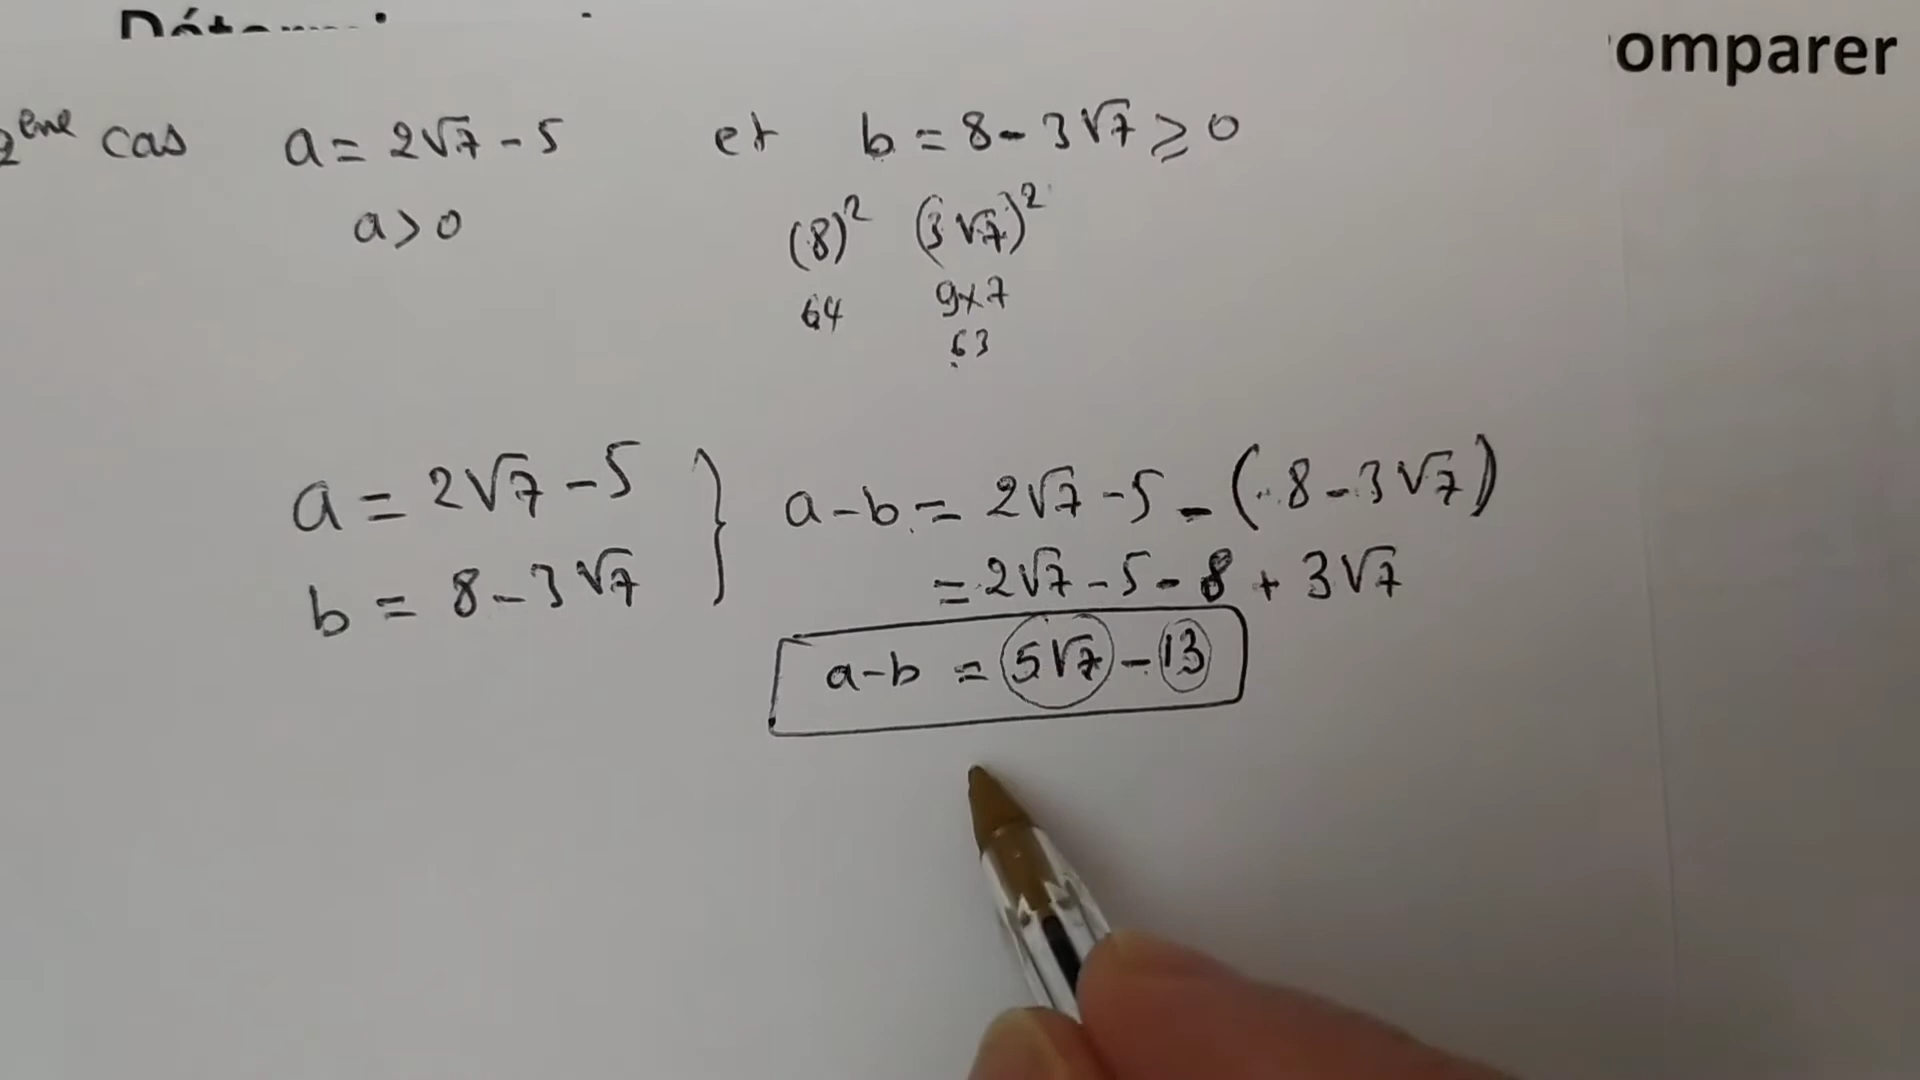 omparer
2ème cas a = 2√7 - 5 et b = 8 - 3√7 ⩾ 0
a > 0 (8)² (3√7)²
64 9x7
63
a = 2√7 - 5 } a-b = 2√7 - 5 - (8 - 3√7)
b = 8 - 3√7 = 2√7 - 5 - 8 + 3√7
a-b = 5√7 - 13